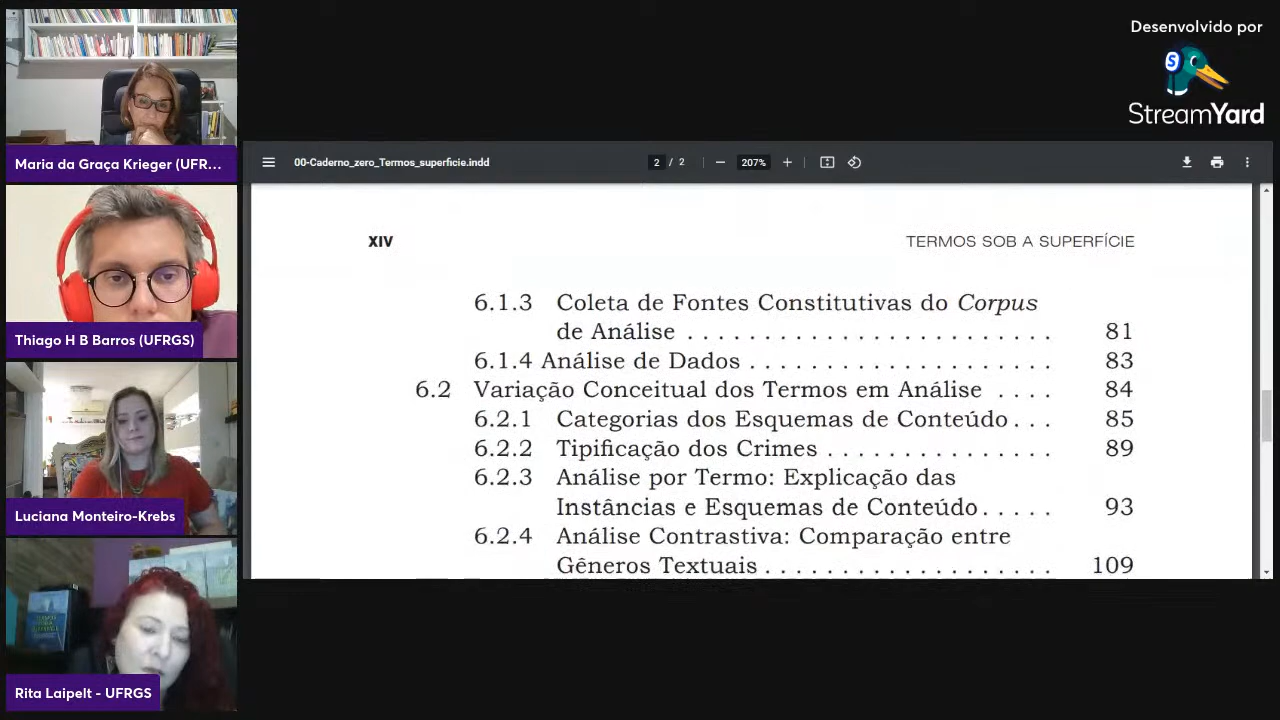 Maria da Graça Krieger (UFR...
Thiago H B Barros (UFRGS)
Luciana Monteiro-Krebs
Rita Laipelt - UFRGS
Desenvolvido por
S
StreamYard
00-Caderno_zero_Termos_superficie.indd
2 / 2
207%
XIV
TERMOS SOB A SUPERFÍCIE
6.1.3 Coleta de Fontes Constitutivas do Corpus
de Análise . . . . . . . . . . . . . . . . . . . . . . . . 81
6.1.4 Análise de Dados . . . . . . . . . . . . . . . . . . . . 83
6.2 Variação Conceitual dos Termos em Análise . . . . 84
6.2.1 Categorias dos Esquemas de Conteúdo . . . 85
6.2.2 Tipificação dos Crimes . . . . . . . . . . . . . . . 89
6.2.3 Análise por Termo: Explicação das
Instâncias e Esquemas de Conteúdo . . . . . 93
6.2.4 Análise Contrastiva: Comparação entre
Gêneros Textuais . . . . . . . . . . . . . . . . . . . 109